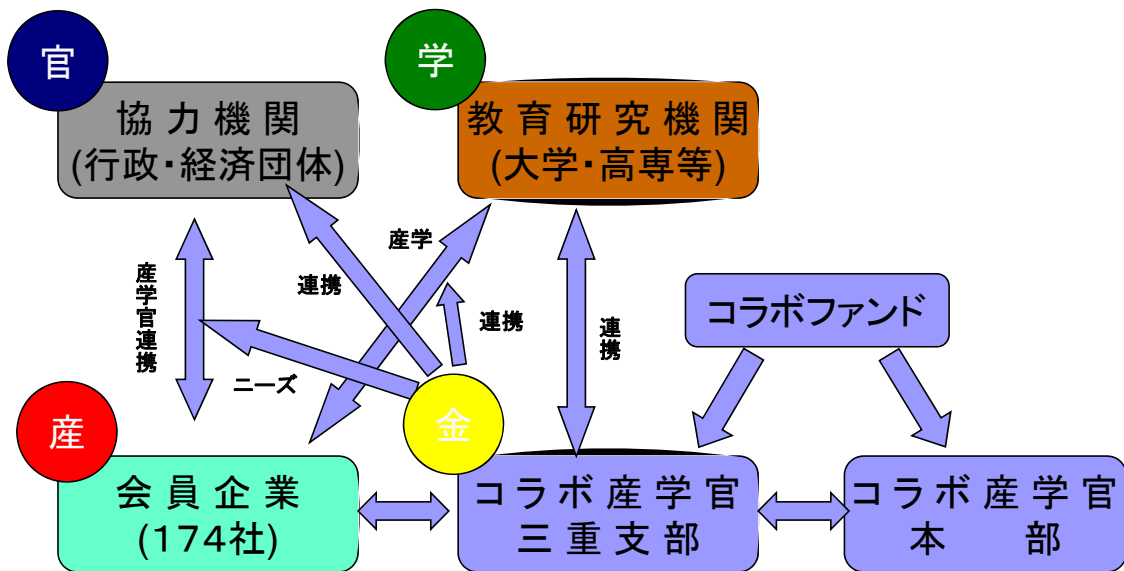 官
学
協力機関
(行政・経済団体)
教育研究機関
(大学・高専等)
産学
連携
産学官連携
連携
連携
コラボファンド
ニーズ
産
金
会員企業
(174社)
コラボ産学官
三重支部
コラボ産学官
本部